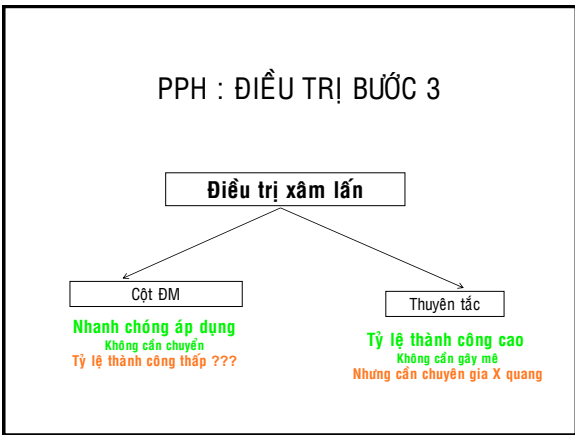 PPH : ĐIỀU TRỊ BƯỚC 3
Điều trị xâm lấn
Cột ĐM
Thuyên tắc
Nhanh chóng áp dụng
Không cần chuyển
Tỷ lệ thành công thấp ???
Tỷ lệ thành công cao
Không cần gây mê
Nhưng cần chuyên gia X quang